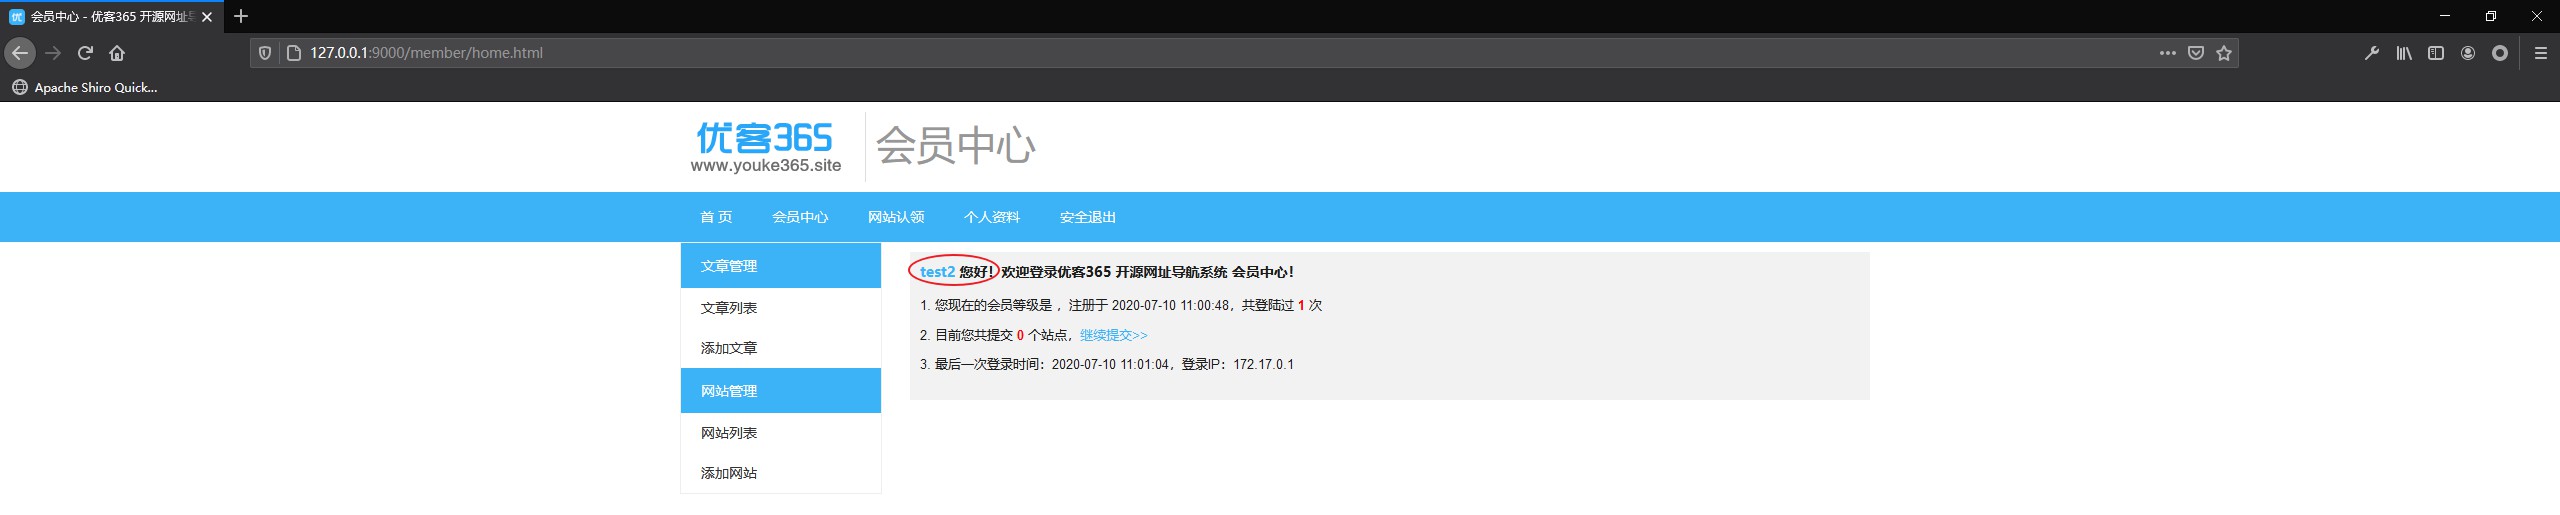 会员中心 - 优客365 开源网址导
127.0.0.1:9000/member/home.html
Apache Shiro Quick...
优客365
www.youke365.site
会员中心
首 页 会员中心 网站认领 个人资料 安全退出
文章管理
文章列表
添加文章
网站管理
网站列表
添加网站
test2 您好！欢迎登录优客365 开源网址导航系统 会员中心！
1. 您现在的会员等级是 ，注册于 2020-07-10 11:00:48，共登陆过 1 次
2. 目前您共提交 0 个站点，继续提交>>
3. 最后一次登录时间：2020-07-10 11:01:04，登录IP：172.17.0.1